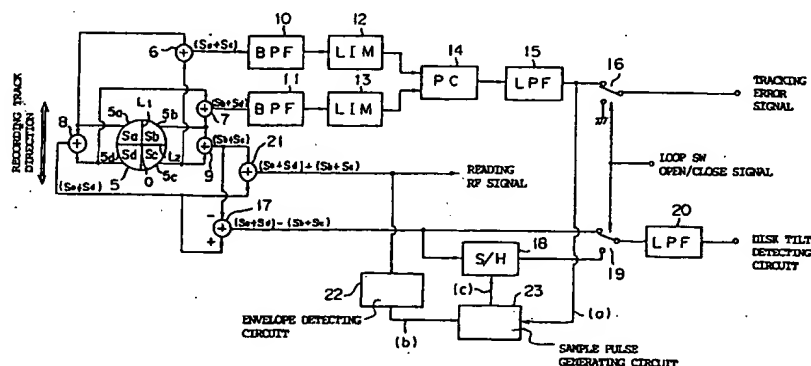 10
12
(Sa+Sc)
6
BPF
LIM
14
15
16
11
13
PC
LPF
TRACKING
ERROR
SIGNAL
RECORDING TRACK
DIRECTION
L1
5a
5b
(Sb+Sd)
7
BPF
LIM
8
Sa
Sb
Sd
Sc
5d
L2
9
(Sb+Sc)
21
LOOP SW
OPEN/CLOSE SIGNAL
5
O
5c
(Sa+Sd)
(Sa+Sd)+(Sb+Sc)
READING
RF SIGNAL
17
(Sa+Sd)-(Sb+Sc)
-
+
20
18
S/H
19
LPF
DISK TILT
DETECTING
CIRCUIT
22
(c)
23
(a)
ENVELOPE DETECTING
CIRCUIT
(b)
SAMPLE PULSE
GENERATING CIRCUIT